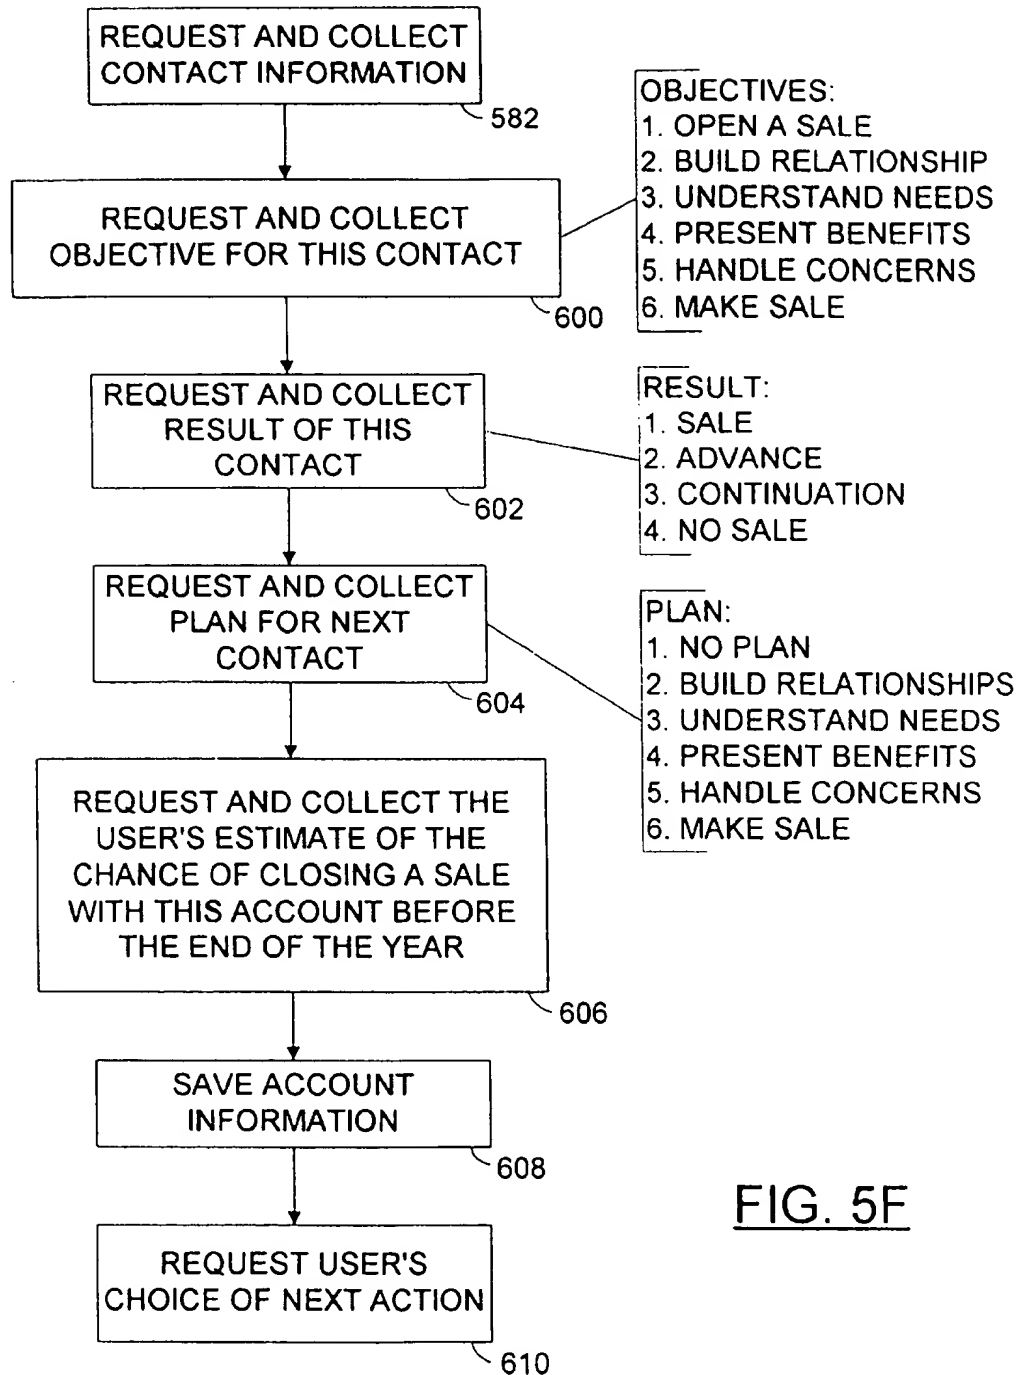 REQUEST AND COLLECT
CONTACT INFORMATION
582
REQUEST AND COLLECT
OBJECTIVE FOR THIS CONTACT
600
OBJECTIVES:
1. OPEN A SALE
2. BUILD RELATIONSHIP
3. UNDERSTAND NEEDS
4. PRESENT BENEFITS
5. HANDLE CONCERNS
6. MAKE SALE
REQUEST AND COLLECT
RESULT OF THIS
CONTACT
602
RESULT:
1. SALE
2. ADVANCE
3. CONTINUATION
4. NO SALE
REQUEST AND COLLECT
PLAN FOR NEXT
CONTACT
604
PLAN:
1. NO PLAN
2. BUILD RELATIONSHIPS
3. UNDERSTAND NEEDS
4. PRESENT BENEFITS
5. HANDLE CONCERNS
6. MAKE SALE
REQUEST AND COLLECT THE
USER'S ESTIMATE OF THE
CHANCE OF CLOSING A SALE
WITH THIS ACCOUNT BEFORE
THE END OF THE YEAR
606
SAVE ACCOUNT
INFORMATION
608
REQUEST USER'S
CHOICE OF NEXT ACTION
610
FIG. 5F